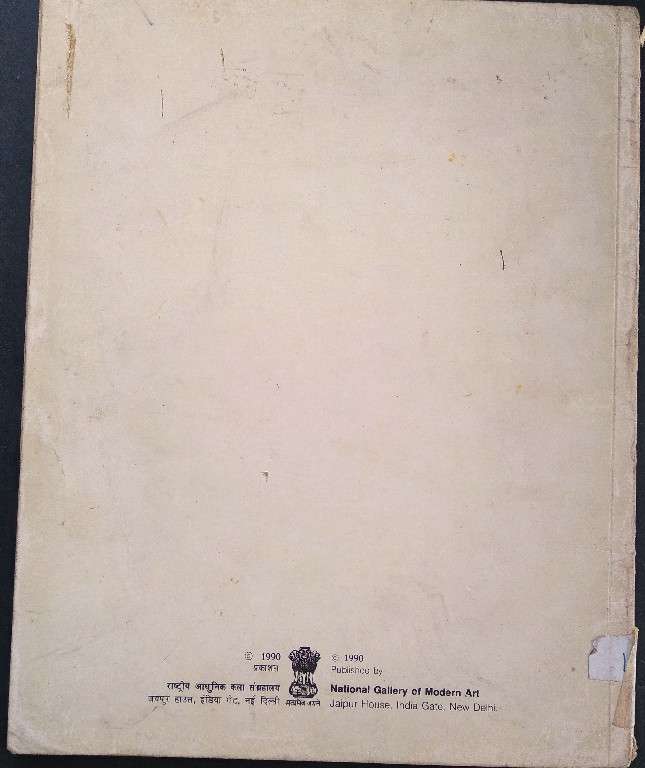 © 1990
प्रकाशन
राष्ट्रीय आधुनिक कला संग्रहालय
जयपुर हाउस, इंडिया गेट, नई दिल्ली
सत्यमेव जयते
© 1990
Published by
National Gallery of Modern Art
Jaipur House, India Gate, New Delhi.